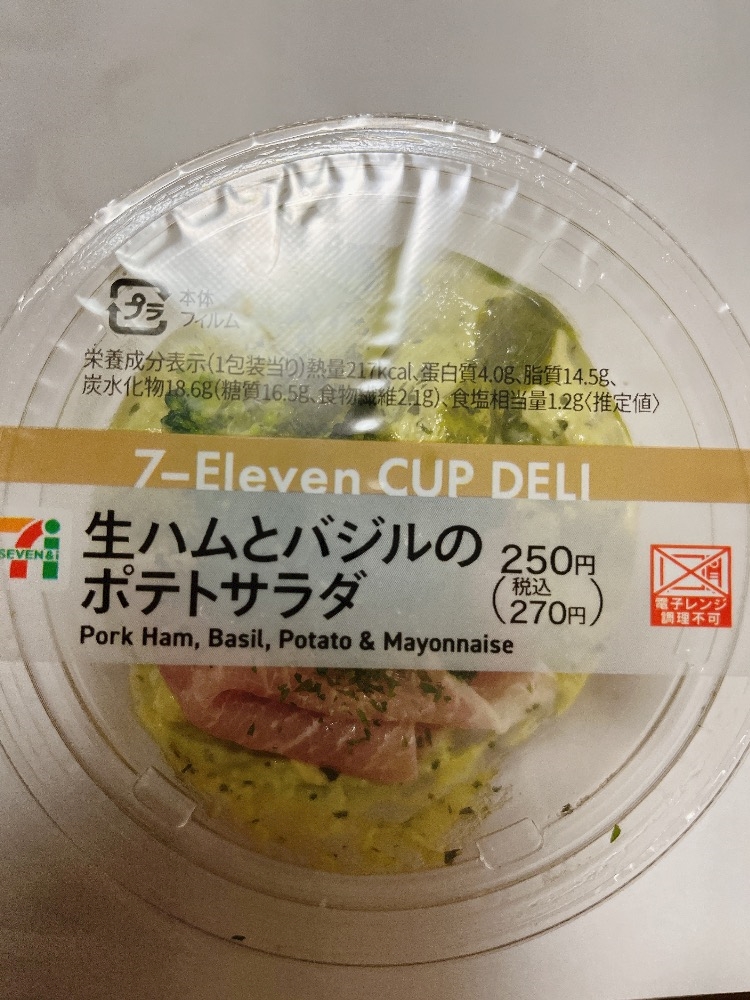 プラ
本体
フィルム
栄養成分表示(1包装当り)熱量217kcal、蛋白質4.0g、脂質14.5g、
炭水化物18.6g(糖質16.5g、食物繊維2.1g)、食塩相当量1.2g〈推定値〉
7-Eleven CUP DELI
SEVEN&i
生ハムとバジルの
ポテトサラダ
250円
(税込
270円)
Pork Ham, Basil, Potato & Mayonnaise
電子レンジ
調理不可